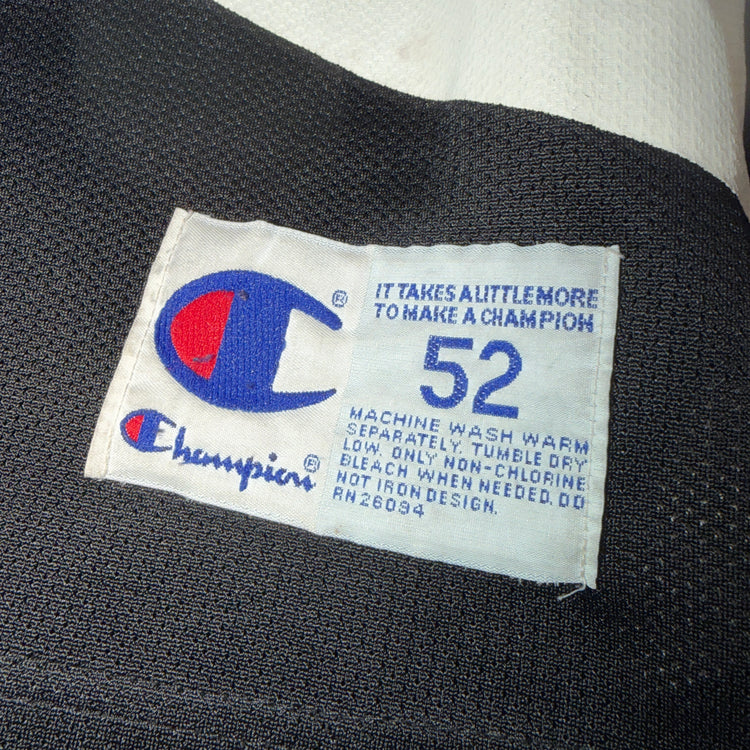 Champion®
®
IT TAKES A LITTLE MORE
TO MAKE A CHAMPION
52
MACHINE WASH WARM
SEPARATELY. TUMBLE DRY
LOW. ONLY NON-CHLORINE
BLEACH WHEN NEEDED. DO
NOT IRON DESIGN.
RN 26094